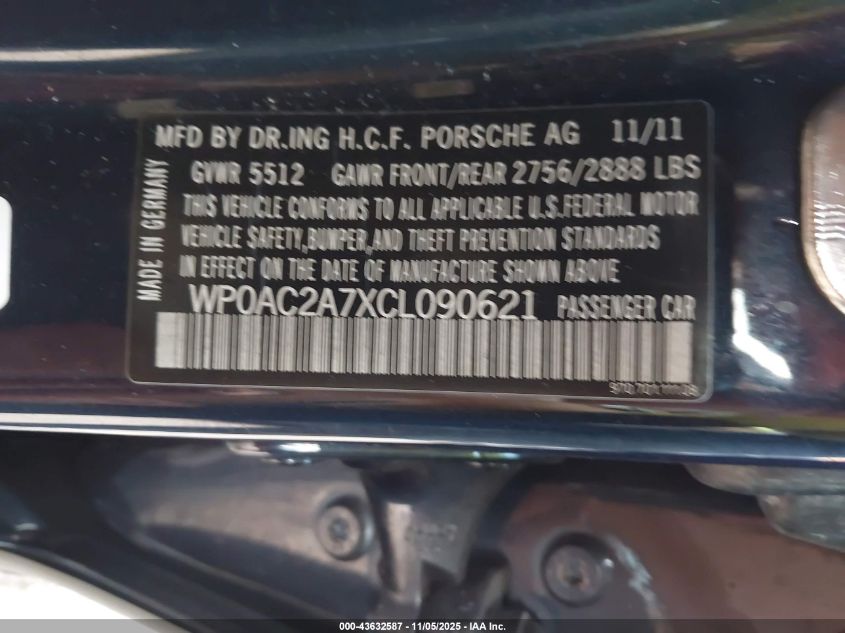 MFD BY DR.ING H.C.F. PORSCHE AG 11/11
GVWR 5512 GAWR FRONT/REAR 2756/2888 LBS
THIS VEHICLE CONFORMS TO ALL APPLICABLE U.S.FEDERAL MOTOR
VEHICLE SAFETY,BUMPER,AND THEFT PREVENTION STANDARDS
IN EFFECT ON THE DATE OF MANUFACTURE SHOWN ABOVE
WP0AC2A7XCL090621 PASSENGER CAR
MADE IN GERMANY
000-43632587 - 11/05/2025 - IAA Inc.